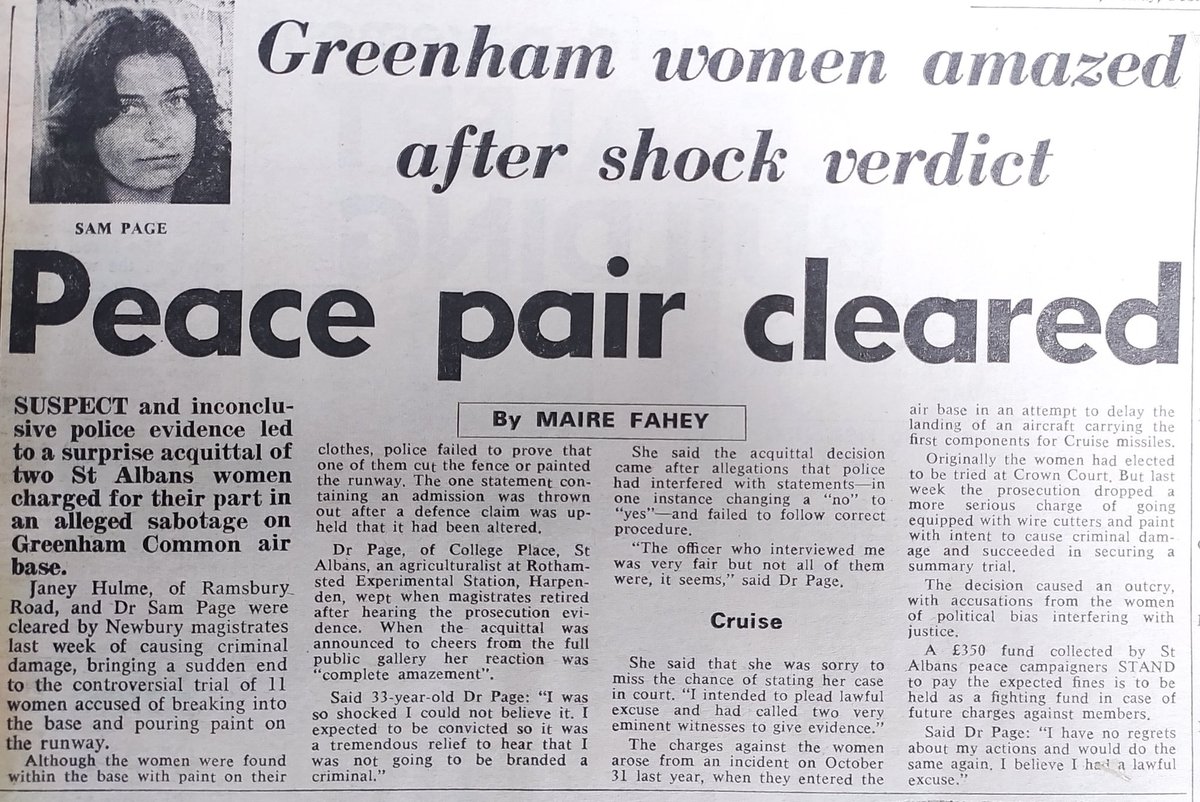 Greenham women amazed
after shock verdict
SAM PAGE
Peace pair cleared
By MAIRE FAHEY
SUSPECT and inconclu-
sive police evidence led
to a surprise acquittal of
two St Albans women
charged for their part in
an alleged sabotage on
Greenham Common air
base.
Janey Hulme, of Ramsbury
Road, and Dr Sam Page were
cleared by Newbury magistrates
last week of causing criminal
damage, bringing a sudden end
to the controversial trial of 11
women accused of breaking into
the base and pouring paint on
the runway.
Although the women were found
within the base with paint on their
clothes, police failed to prove that
one of them cut the fence or painted
the runway. The one statement con-
taining an admission was thrown
out after a defence claim was up-
held that it had been altered.
Dr Page, of College Place, St
Albans, an agriculturalist at Rotham-
sted Experimental Station, Harpen-
den, wept when magistrates retired
after hearing the prosecution evi-
dence. When the acquittal was
announced to cheers from the full
public gallery her reaction was
"complete amazement".
Said 33-year-old Dr Page: "I was
so shocked I could not believe it. I
expected to be convicted so it was
a tremendous relief to hear that I
was not going to be branded a
criminal."
She said the acquittal decision
came after allegations that police
had interfered with statements—in
one instance changing a "no" to
"yes"—and failed to follow correct
procedure.
"The officer who interviewed me
was very fair but not all of them
were, it seems," said Dr Page.
Cruise
She said that she was sorry to
miss the chance of stating her case
in court. "I intended to plead lawful
excuse and had called two very
eminent witnesses to give evidence."
The charges against the women
arose from an incident on October
31 last year, when they entered the
air base in an attempt to delay the
landing of an aircraft carrying the
first components for Cruise missiles.
Originally the women had elected
to be tried at Crown Court. But last
week the prosecution dropped a
more serious charge of going
equipped with wire cutters and paint
with intent to cause criminal dam-
age and succeeded in securing a
summary trial.
The decision caused an outcry,
with accusations from the women
of political bias interfering with
justice.
A £350 fund collected by St
Albans peace campaigners STAND
to pay the expected fines is to be
held as a fighting fund in case of
future charges against members.
Said Dr Page: "I have no regrets
about my actions and would do the
same again. I believe I had a lawful
excuse."